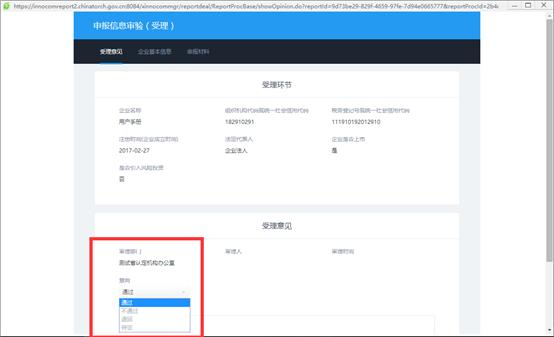 https://innocomreport2.chinatorch.gov.cn:8084/xinnocommgr/reportdeal/ReportProcBase/showOpinion.do?reportId=9d73be29-829f-4659-97fe-7d94e0665777&reportProcId=2b4
申报信息审验（受理）
受理意见 企业基本信息 申报材料
受理环节
企业名称 组织机构代码或统一社会信用代码 税务登记号或统一社会信用代码
用户手册 182910291 111910192012910
注册时间(企业成立时间) 法定代表人 企业是否上市
2017-02-27 企业法人 是
是否引入风险投资
否
受理意见
审理部门 审理人 审理时间
测试省认定机构办公室
意向
通过
通过
不通过
退回
待定